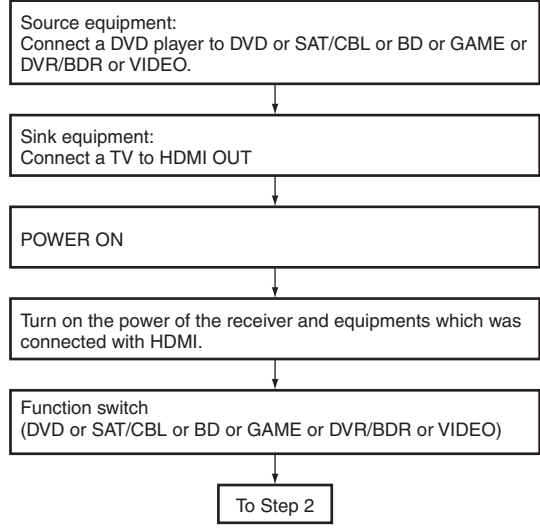 Source equipment:
Connect a DVD player to DVD or SAT/CBL or BD or GAME or
DVR/BDR or VIDEO.
Sink equipment:
Connect a TV to HDMI OUT
POWER ON
Turn on the power of the receiver and equipments which was
connected with HDMI.
Function switch
(DVD or SAT/CBL or BD or GAME or DVR/BDR or VIDEO)
To Step 2